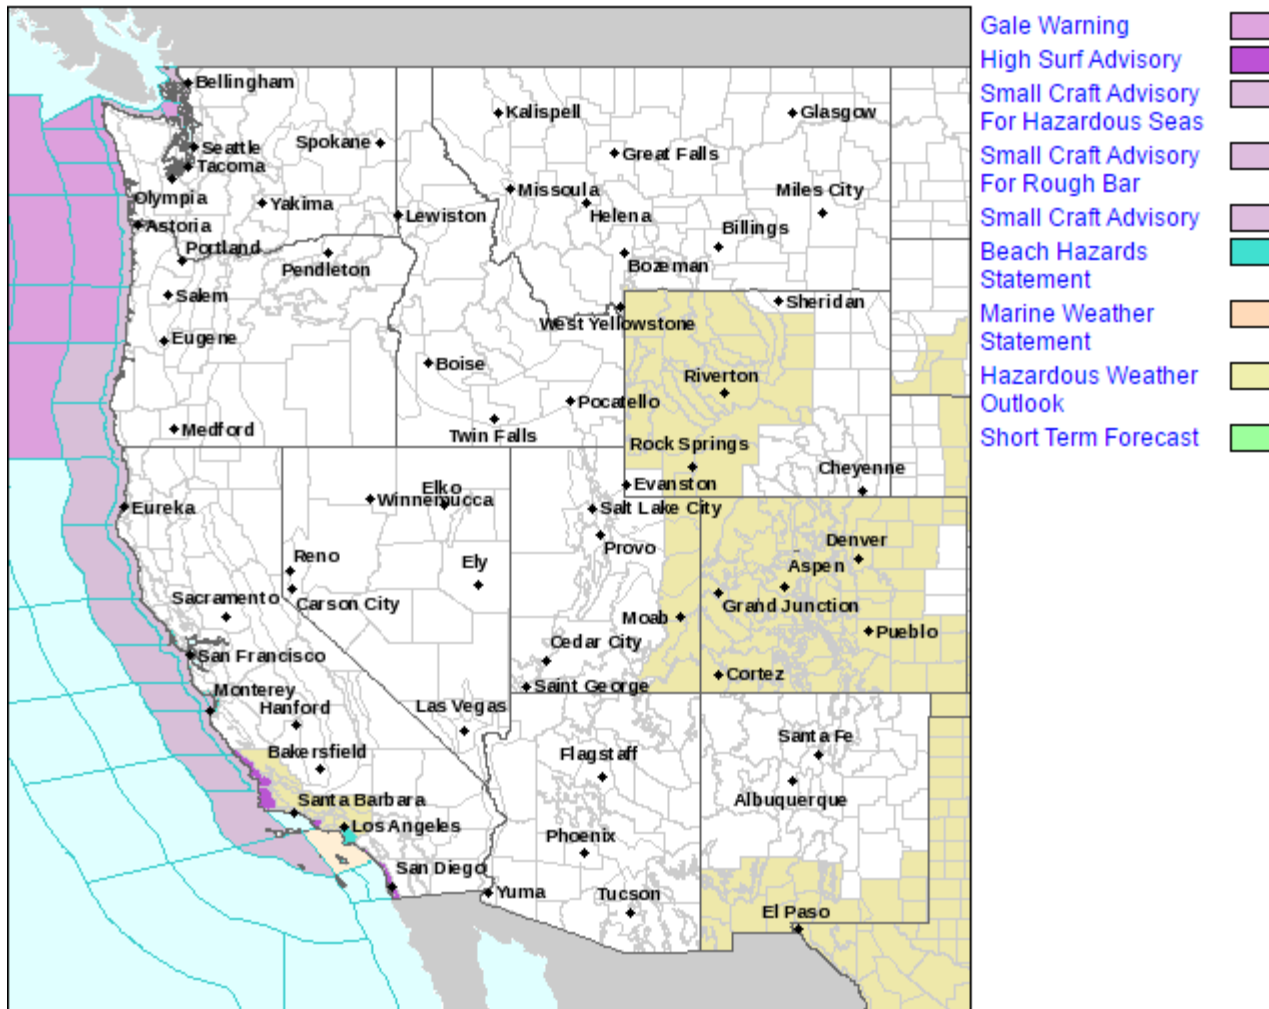 Gale Warning
High Surf Advisory
Small Craft Advisory
For Hazardous Seas
Small Craft Advisory
For Rough Bar
Small Craft Advisory
Beach Hazards
Statement
Marine Weather
Statement
Hazardous Weather
Outlook
Short Term Forecast
Bellingham
Kalispell
Glasgow
Seattle
Spokane
Great Falls
Tacoma
Missoula
Miles City
Olympia
Yakima
Helena
Lewiston
Astoria
Billings
Portland
Pendleton
Bozeman
Salem
Sheridan
West Yellowstone
Eugene
Boise
Riverton
Pocatello
Medford
Twin Falls
Rock Springs
Cheyenne
Evanston
Elko
Winnemucca
Eureka
Salt Lake City
Provo
Denver
Reno
Ely
Aspen
Sacramento
Carson City
Grand Junction
Moab
Pueblo
Cedar City
San Francisco
Cortez
Saint George
Monterey
Hanford
Las Vegas
Santa Fe
Bakersfield
Flagstaff
Santa Barbara
Albuquerque
Los Angeles
Phoenix
San Diego
Yuma
Tucson
El Paso